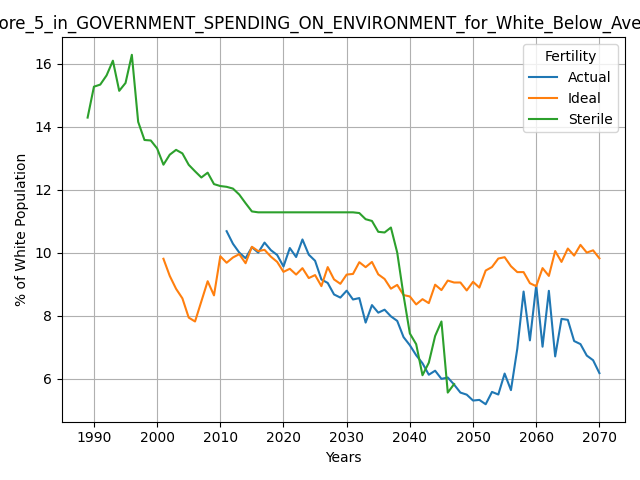 ore_5_in_GOVERNMENT_SPENDING_ON_ENVIRONMENT_for_White_Below_Ave
Fertility
Actual
Ideal
Sterile
16
14
12
10
8
6
% of White Population
1990
2000
2010
2020
2030
2040
2050
2060
2070
Years